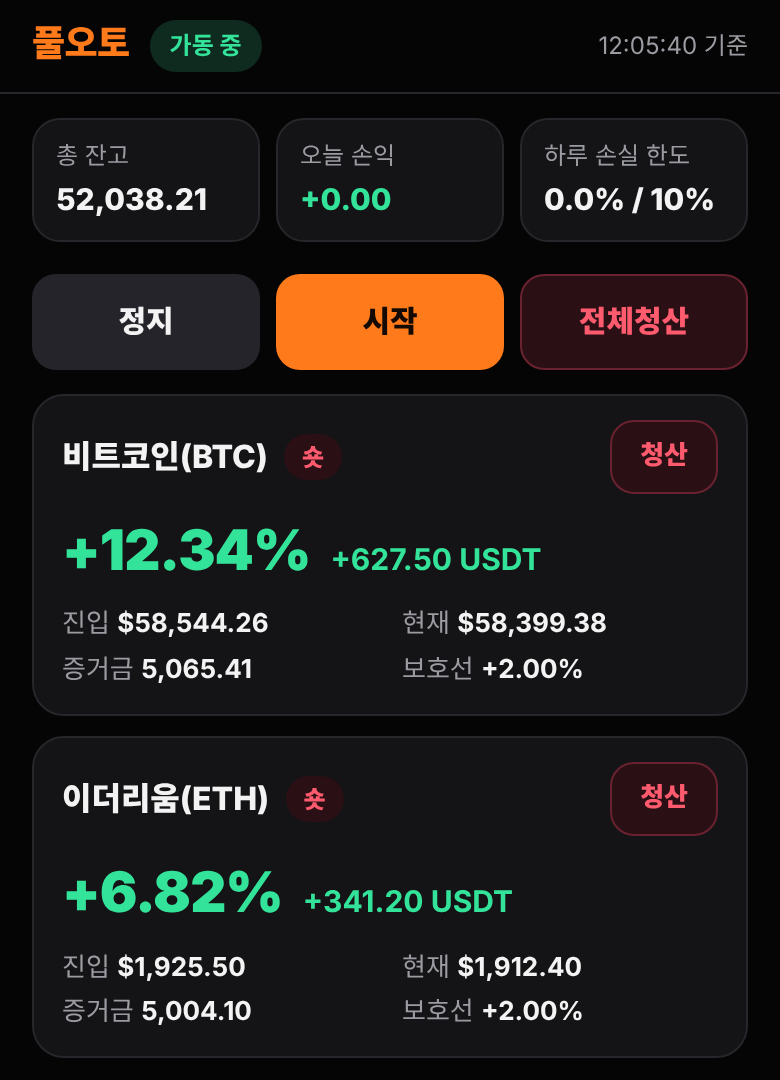 풀오토 가동 중 12:05:40 기준
총 잔고 오늘 손익 하루 손실 한도
52,038.21 +0.00 0.0% / 10%
정지 시작 전체청산
비트코인(BTC) 숏 청산
+12.34% +627.50 USDT
진입 $58,544.26 현재 $58,399.38
증거금 5,065.41 보호선 +2.00%
이더리움(ETH) 숏 청산
+6.82% +341.20 USDT
진입 $1,925.50 현재 $1,912.40
증거금 5,004.10 보호선 +2.00%